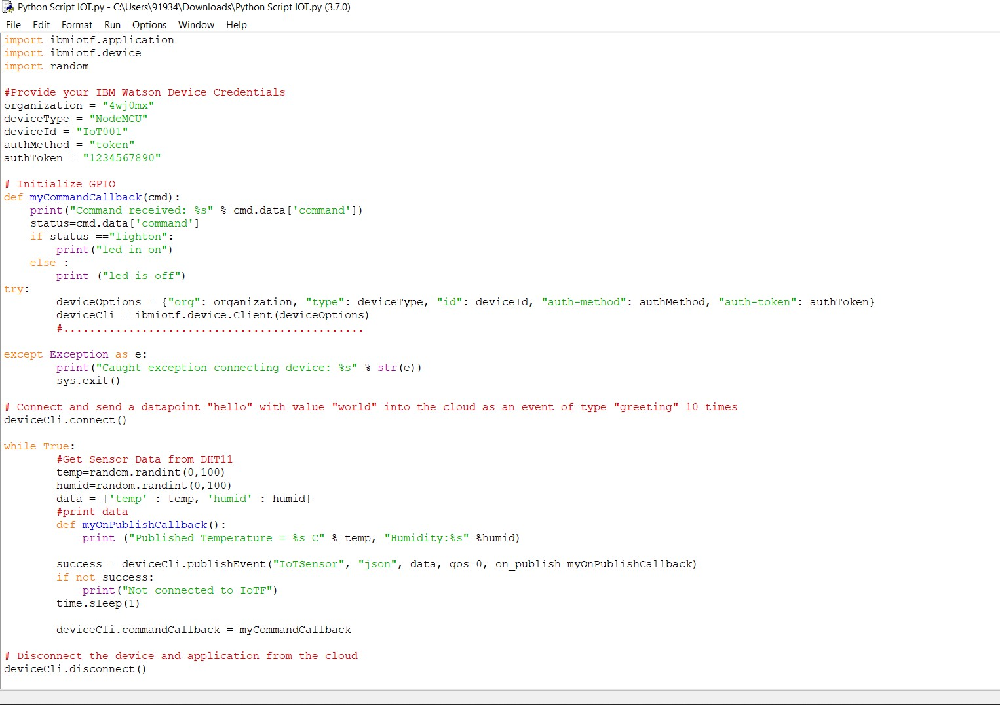 Python Script IOT.py - C:\Users\91934\Downloads\Python Script IOT.py (3.7.0)
File Edit Format Run Options Window Help
import ibmiotf.application
import ibmiotf.device
import random

#Provide your IBM Watson Device Credentials
organization = "4wj0mx"
deviceType = "NodeMCU"
deviceId = "IoT001"
authMethod = "token"
authToken = "1234567890"

# Initialize GPIO
def myCommandCallback(cmd):
    print("Command received: %s" % cmd.data['command'])
    status=cmd.data['command']
    if status =="lighton":
        print("led in on")
    else :
        print ("led is off")
try:
        deviceOptions = {"org": organization, "type": deviceType, "id": deviceId, "auth-method": authMethod, "auth-token": authToken}
        deviceCli = ibmiotf.device.Client(deviceOptions)
        #..............................................

except Exception as e:
        print("Caught exception connecting device: %s" % str(e))
        sys.exit()

# Connect and send a datapoint "hello" with value "world" into the cloud as an event of type "greeting" 10 times
deviceCli.connect()

while True:
        #Get Sensor Data from DHT11
        temp=random.randint(0,100)
        humid=random.randint(0,100)
        data = {'temp' : temp, 'humid' : humid}
        #print data
        def myOnPublishCallback():
            print ("Published Temperature = %s C" % temp, "Humidity:%s" %humid)

        success = deviceCli.publishEvent("IoTSensor", "json", data, qos=0, on_publish=myOnPublishCallback)
        if not success:
            print("Not connected to IoTF")
        time.sleep(1)

        deviceCli.commandCallback = myCommandCallback

# Disconnect the device and application from the cloud
deviceCli.disconnect()